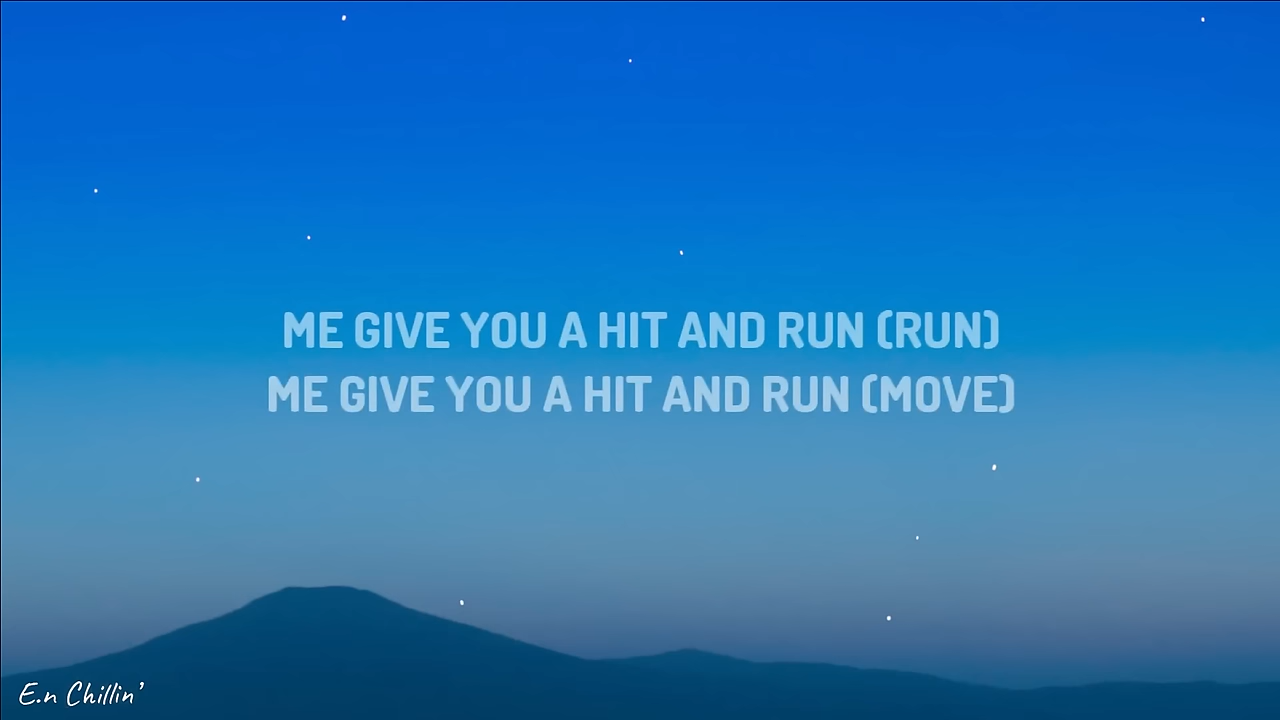 ME GIVE YOU A HIT AND RUN (RUN)
ME GIVE YOU A HIT AND RUN (MOVE)
E.n Chillin'